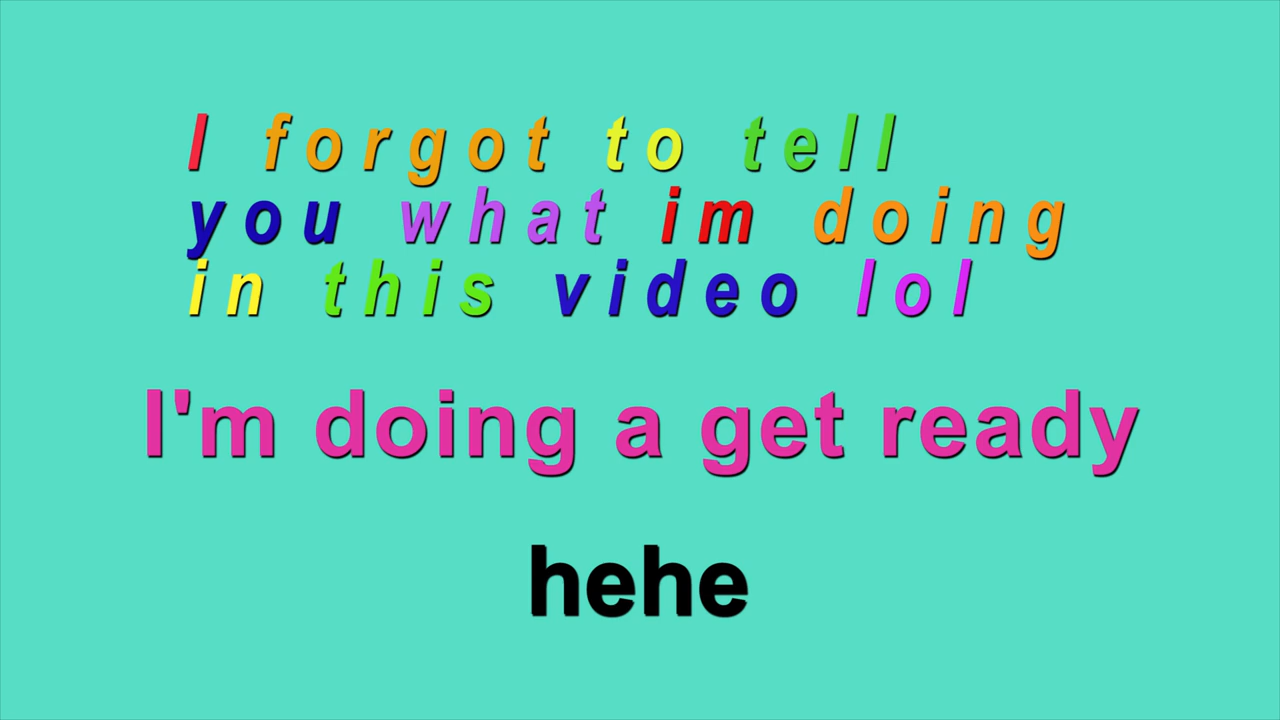 I forgot to tell
you what im doing
in this video lol
I'm doing a get ready
hehe